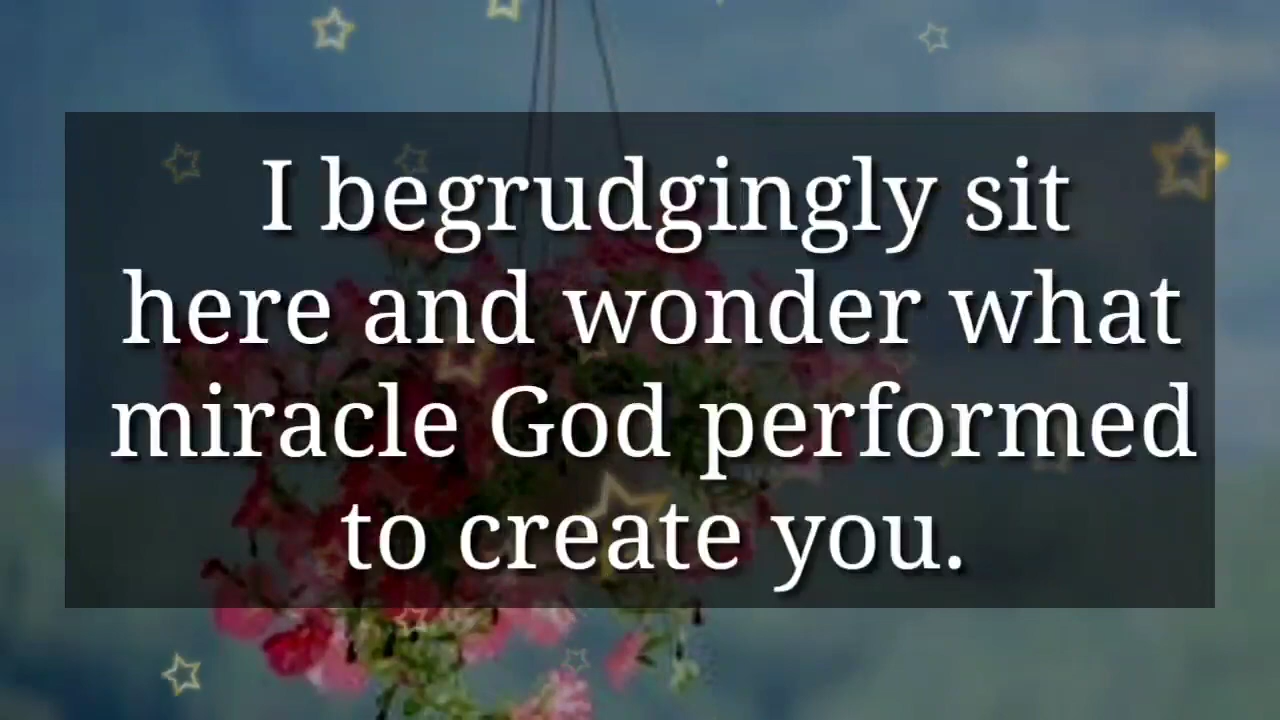 I begrudgingly sit
here and wonder what
miracle God performed
to create you.